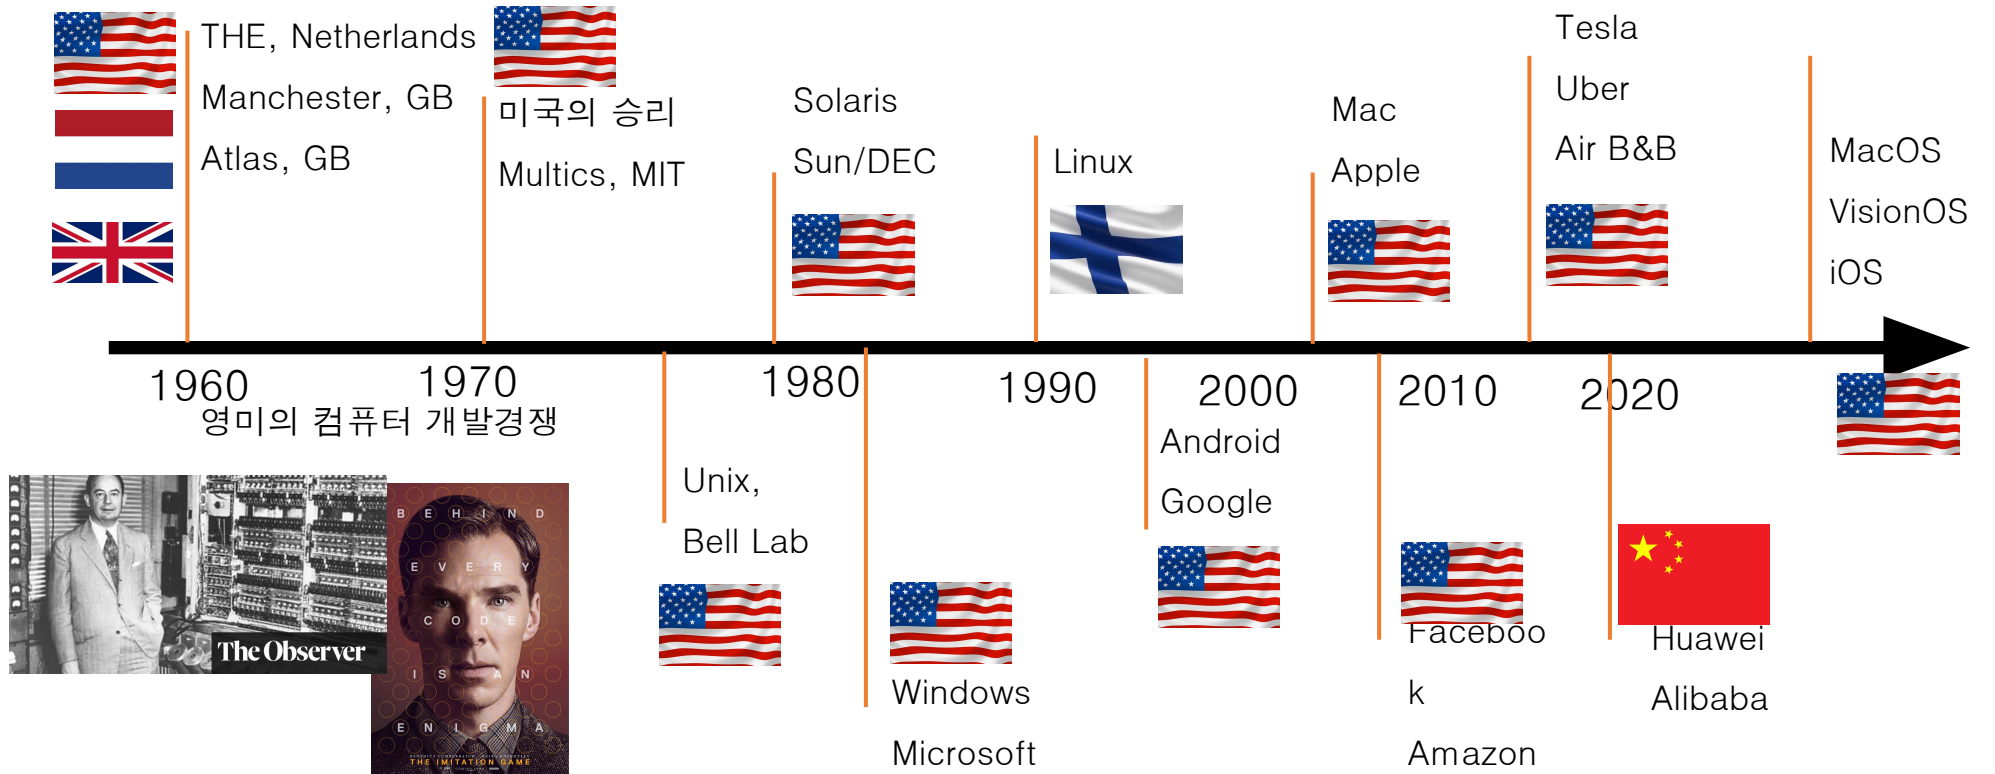 THE, Netherlands
Manchester, GB
Atlas, GB
미국의 승리
Multics, MIT
Solaris
Sun/DEC
Linux
Mac
Apple
Tesla
Uber
Air B&B
MacOS
VisionOS
iOS
1960
1970
1980
1990
2000
2010
2020
영미의 컴퓨터 개발경쟁
The Observer
BEHIND
EVERY
CODE
IS AN
ENIGMA
THE IMITATION GAME
Unix,
Bell Lab
Windows
Microsoft
Android
Google
Faceboo
k
Amazon
Huawei
Alibaba